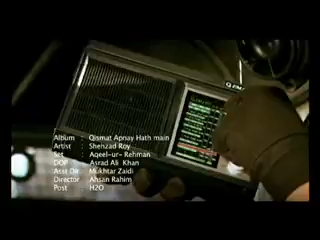 Album : Qismat Apnay Hath main
Artist : Shehzad Roy
Set : Aqeel-ur- Rehman
DOP : Asrad Ali Khan
Asst Dir : Mukhtar Zaidi
Director : Ahsan Rahim
Post : H2O